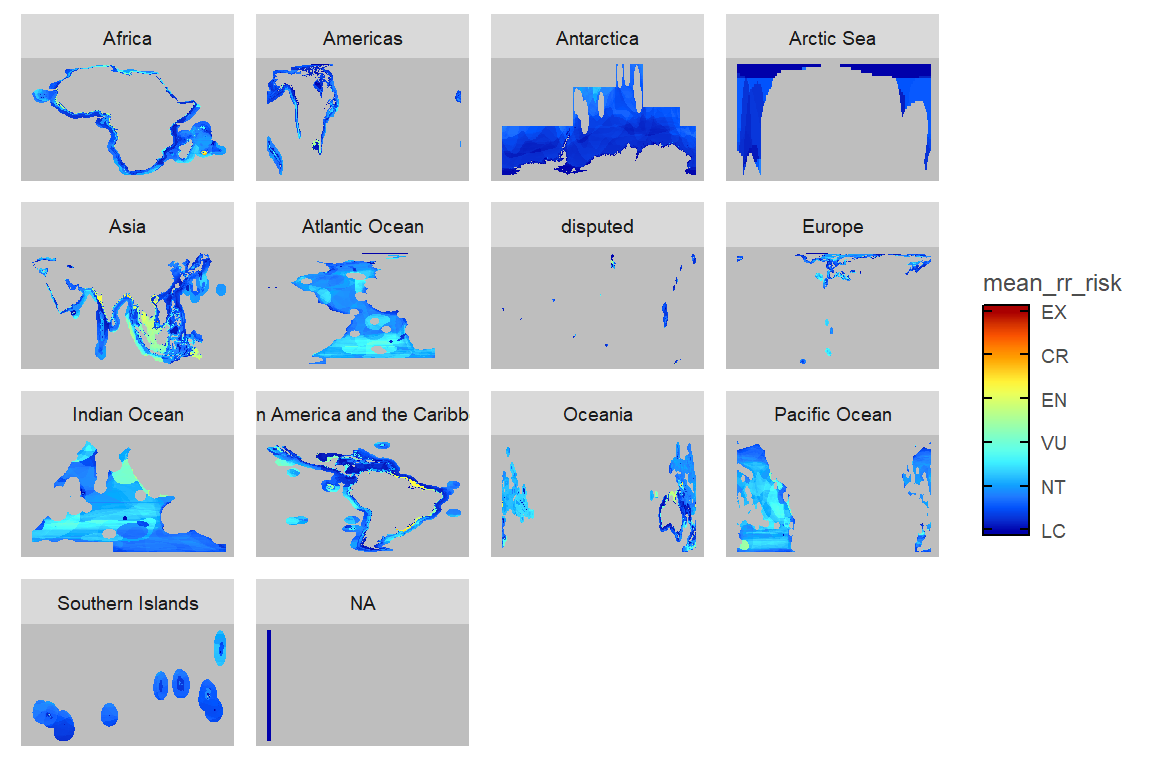 Africa
Americas
Antarctica
Arctic Sea
Asia
Atlantic Ocean
disputed
Europe
Indian Ocean
n America and the Caribb
Oceania
Pacific Ocean
Southern Islands
NA
mean_rr_risk
EX
CR
EN
VU
NT
LC